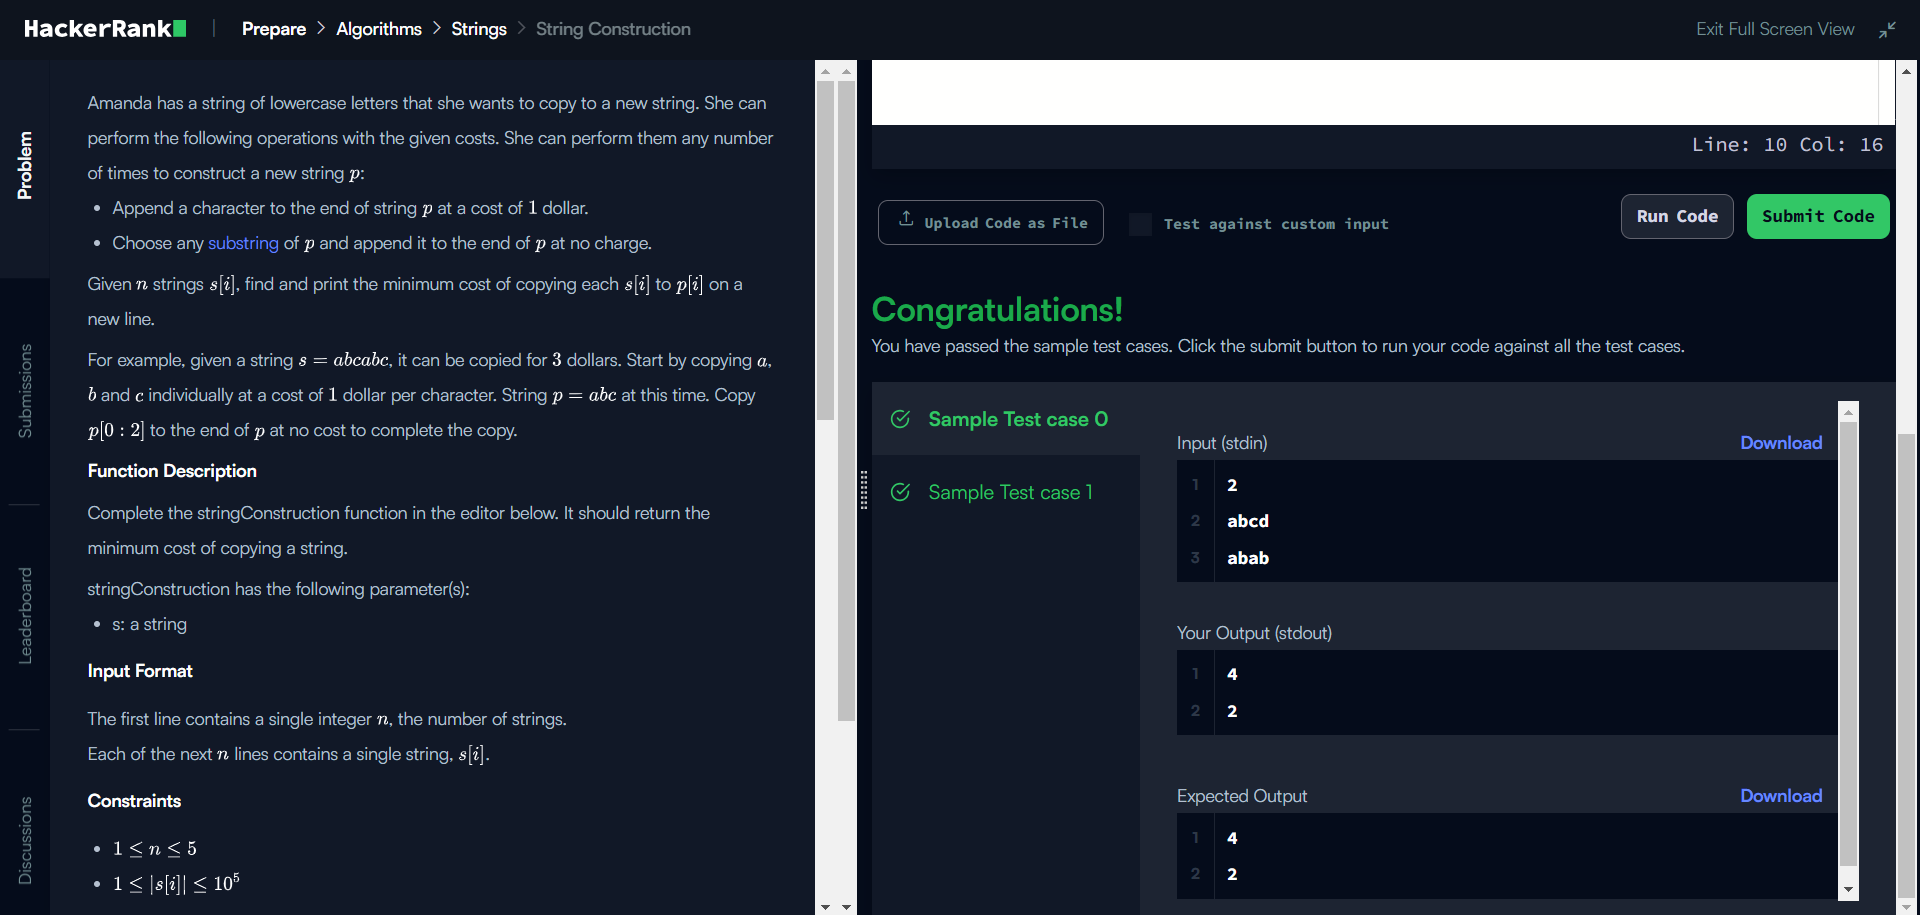 HackerRank
Prepare > Algorithms > Strings > String Construction
Exit Full Screen View
Problem
Submissions
Leaderboard
Discussions
Amanda has a string of lowercase letters that she wants to copy to a new string. She can
perform the following operations with the given costs. She can perform them any number
of times to construct a new string p:
• Append a character to the end of string p at a cost of 1 dollar.
• Choose any substring of p and append it to the end of p at no charge.
Given n strings s[i], find and print the minimum cost of copying each s[i] to p[i] on a
new line.
For example, given a string s = abcabc, it can be copied for 3 dollars. Start by copying a,
b and c individually at a cost of 1 dollar per character. String p = abc at this time. Copy
p[0 : 2] to the end of p at no cost to complete the copy.
Function Description
Complete the stringConstruction function in the editor below. It should return the
minimum cost of copying a string.
stringConstruction has the following parameter(s):
• s: a string
Input Format
The first line contains a single integer n, the number of strings.
Each of the next n lines contains a single string, s[i].
Constraints
• 1 ≤ n ≤ 5
• 1 ≤ |s[i]| ≤ 10⁵
Line: 10 Col: 16
Upload Code as File
Test against custom input
Run Code
Submit Code
Congratulations!
You have passed the sample test cases. Click the submit button to run your code against all the test cases.
Sample Test case 0
Sample Test case 1
Input (stdin)
Download
1 2
2 abcd
3 abab
Your Output (stdout)
1 4
2 2
Expected Output
Download
1 4
2 2